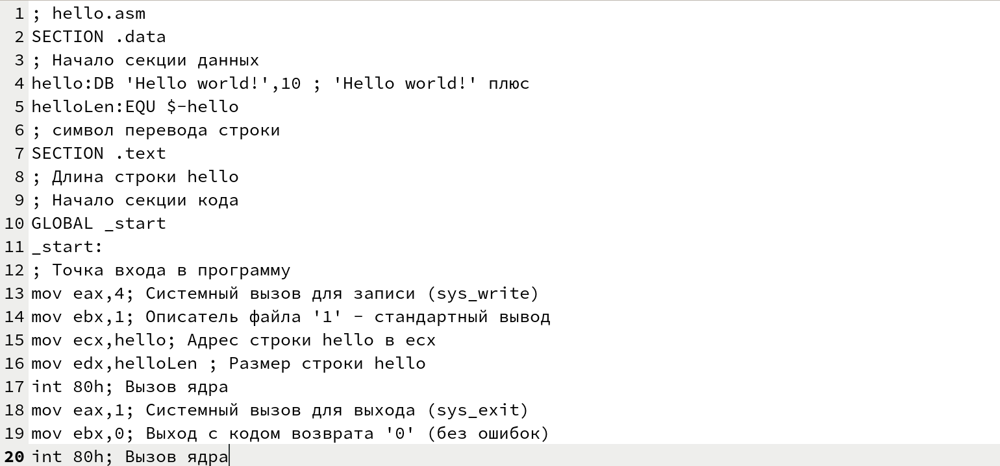 1 ; hello.asm
2 SECTION .data
3 ; Начало секции данных
4 hello:DB 'Hello world!',10 ; 'Hello world!' плюс
5 helloLen:EQU $-hello
6 ; символ перевода строки
7 SECTION .text
8 ; Длина строки hello
9 ; Начало секции кода
10 GLOBAL _start
11 _start:
12 ; Точка входа в программу
13 mov eax,4; Системный вызов для записи (sys_write)
14 mov ebx,1; Описатель файла '1' - стандартный вывод
15 mov ecx,hello; Адрес строки hello в ecx
16 mov edx,helloLen ; Размер строки hello
17 int 80h; Вызов ядра
18 mov eax,1; Системный вызов для выхода (sys_exit)
19 mov ebx,0; Выход с кодом возврата '0' (без ошибок)
20 int 80h; Вызов ядра